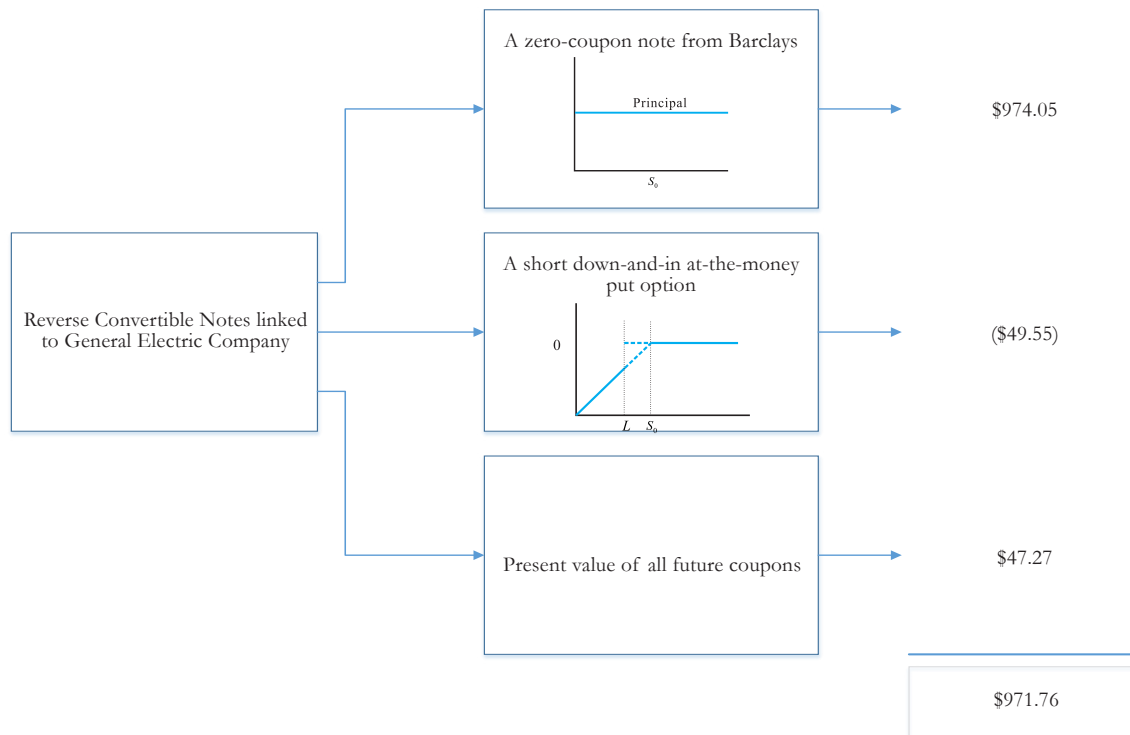 A zero-coupon note from Barclays
Principal
S₀
$974.05
Reverse Convertible Notes linked
to General Electric Company
A short down-and-in at-the-money
put option
0
L S₀
($49.55)
Present value of all future coupons
$47.27
$971.76